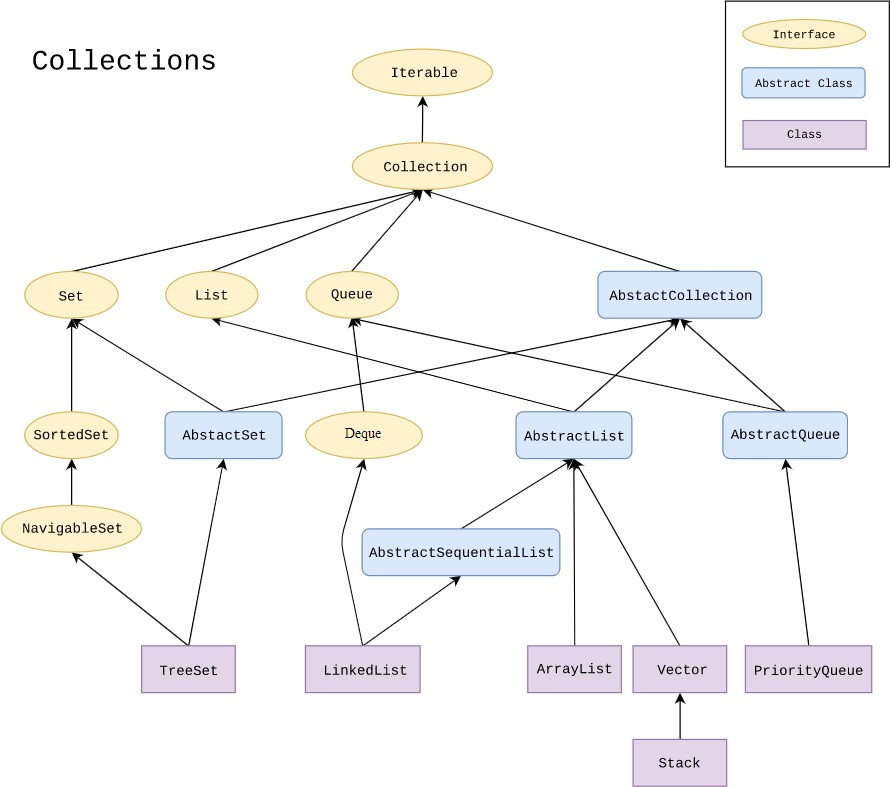 Interface
Collections
Iterable
Abstract Class
Class
Collection
Set
List
Queue
AbstactCollection
SortedSet
AbstactSet
Deque
AbstractList
AbstractQueue
NavigableSet
AbstractSequentialList
TreeSet
LinkedList
ArrayList
Vector
PriorityQueue
Stack